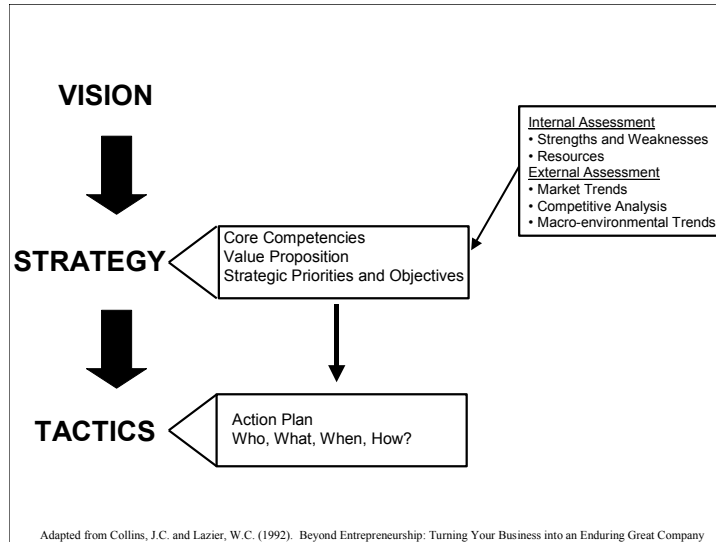 VISION
Internal Assessment
• Strengths and Weaknesses
• Resources
External Assessment
• Market Trends
• Competitive Analysis
• Macro-environmental Trends
STRATEGY
Core Competencies
Value Proposition
Strategic Priorities and Objectives
TACTICS
Action Plan
Who, What, When, How?
Adapted from Collins, J.C. and Lazier, W.C. (1992).  Beyond Entrepreneurship: Turning Your Business into an Enduring Great Company